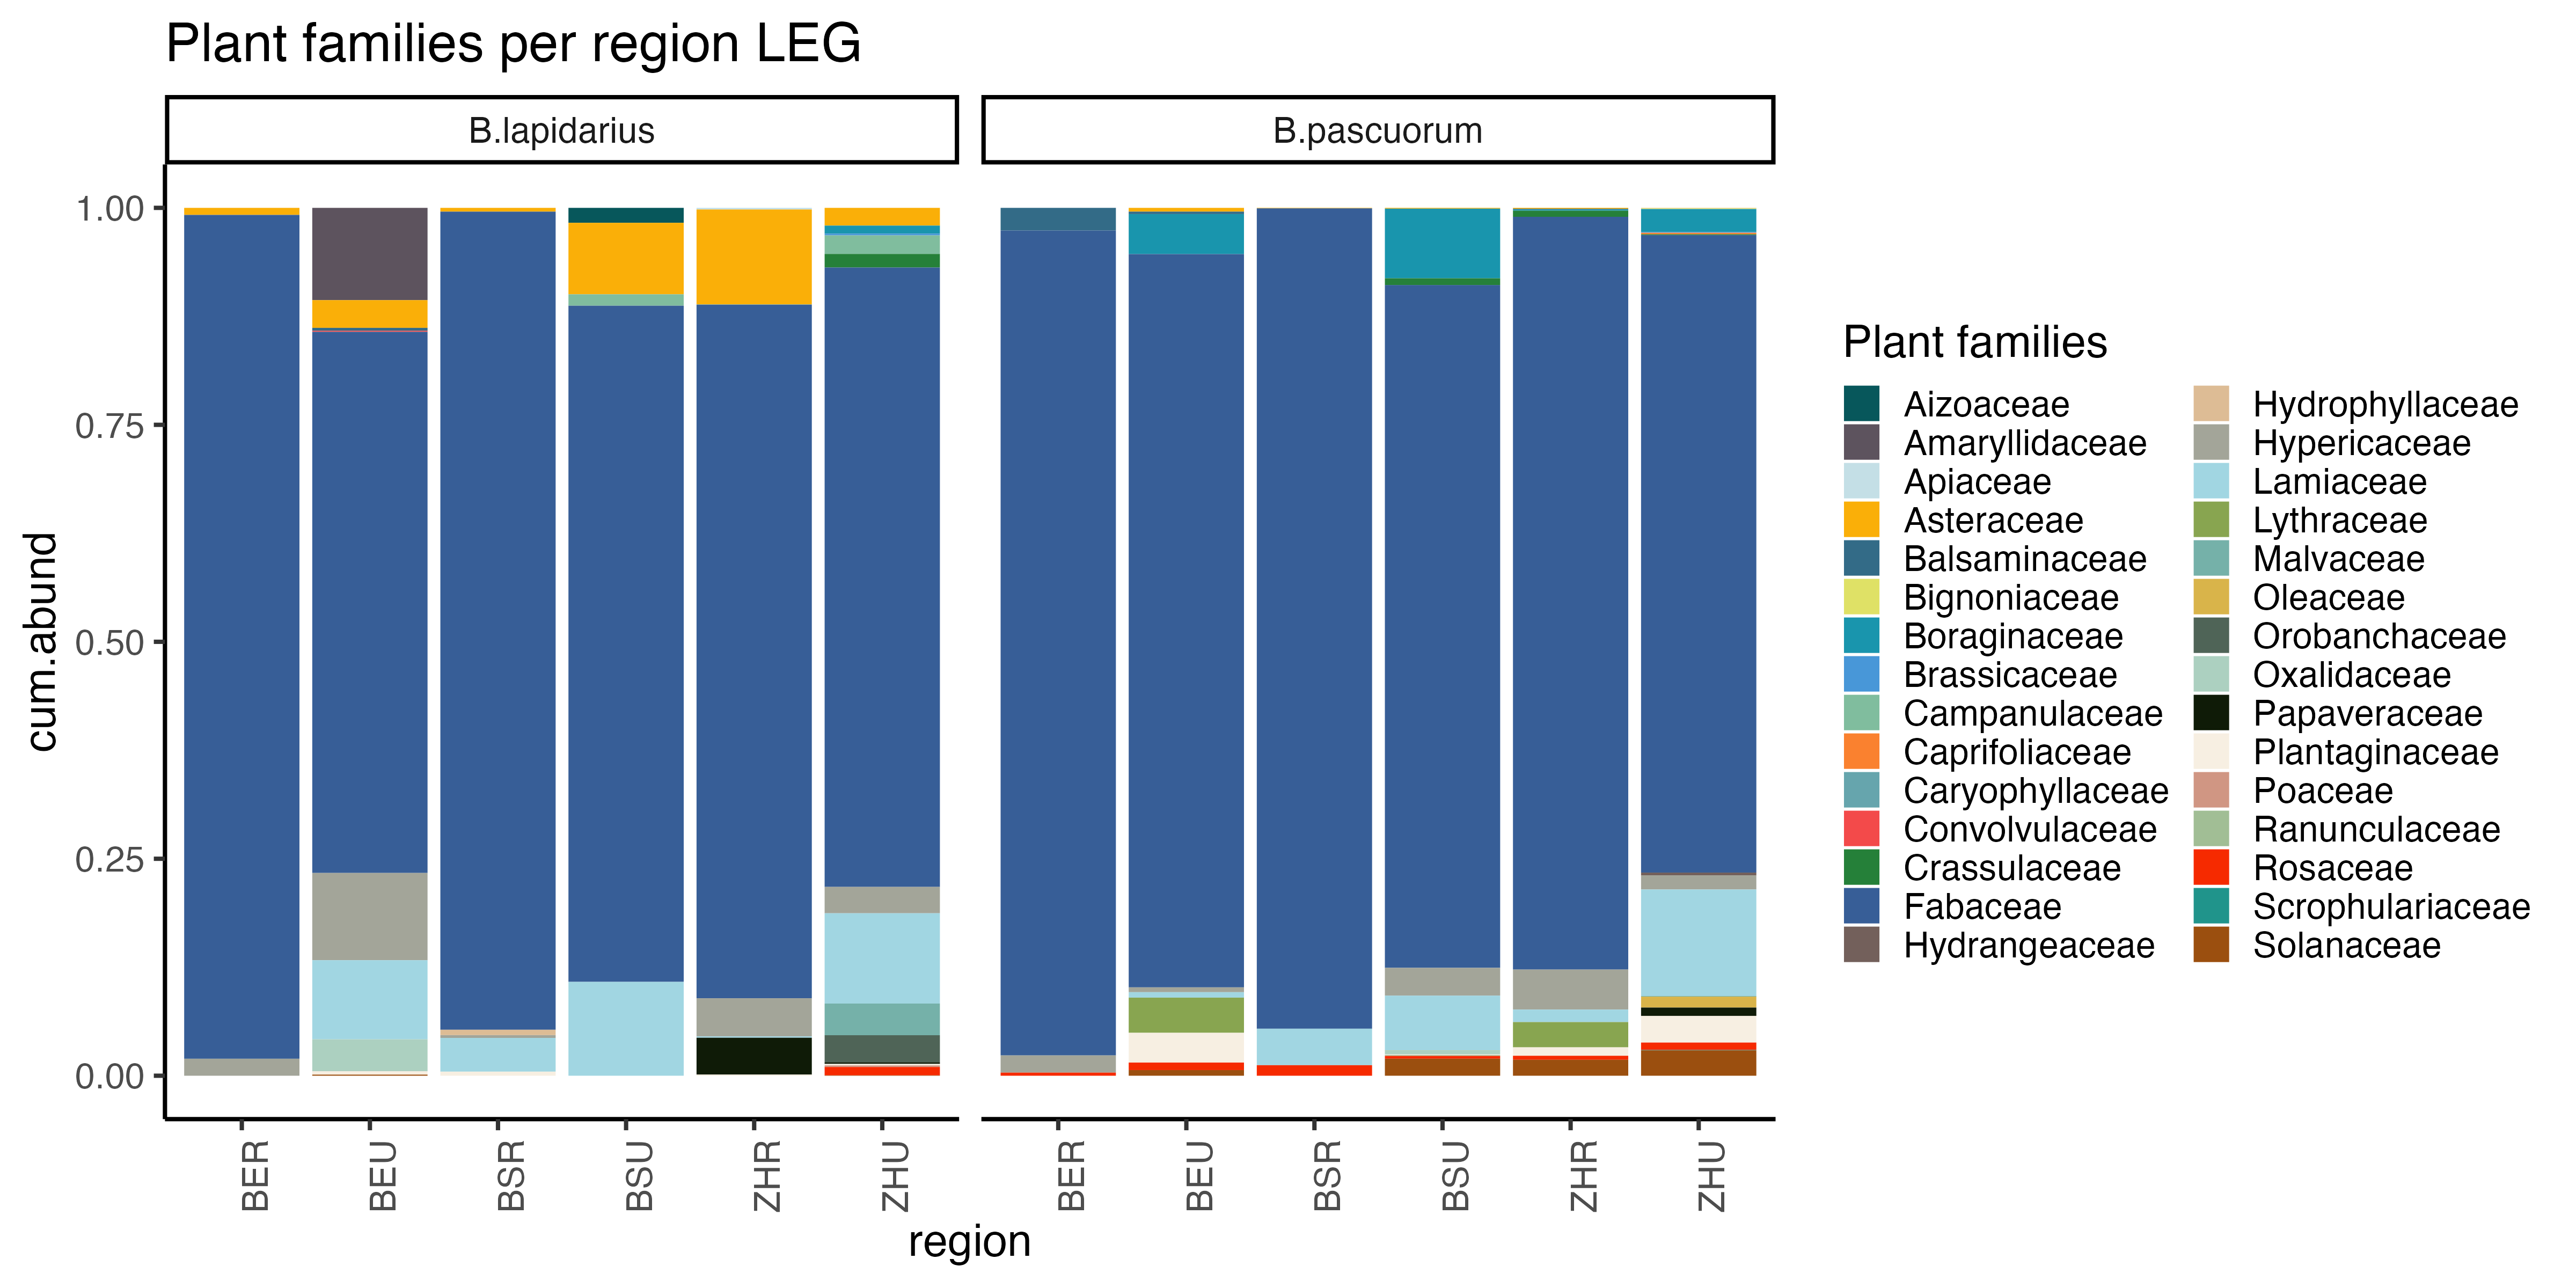 Plant families per region LEG
B.lapidarius
B.pascuorum
cum.abund
1.00
0.75
0.50
0.25
0.00
BER
BEU
BSR
BSU
ZHR
ZHU
BER
BEU
BSR
BSU
ZHR
ZHU
region
Plant families
Aizoaceae
Amaryllidaceae
Apiaceae
Asteraceae
Balsaminaceae
Bignoniaceae
Boraginaceae
Brassicaceae
Campanulaceae
Caprifoliaceae
Caryophyllaceae
Convolvulaceae
Crassulaceae
Fabaceae
Hydrangeaceae
Hydrophyllaceae
Hypericaceae
Lamiaceae
Lythraceae
Malvaceae
Oleaceae
Orobanchaceae
Oxalidaceae
Papaveraceae
Plantaginaceae
Poaceae
Ranunculaceae
Rosaceae
Scrophulariaceae
Solanaceae